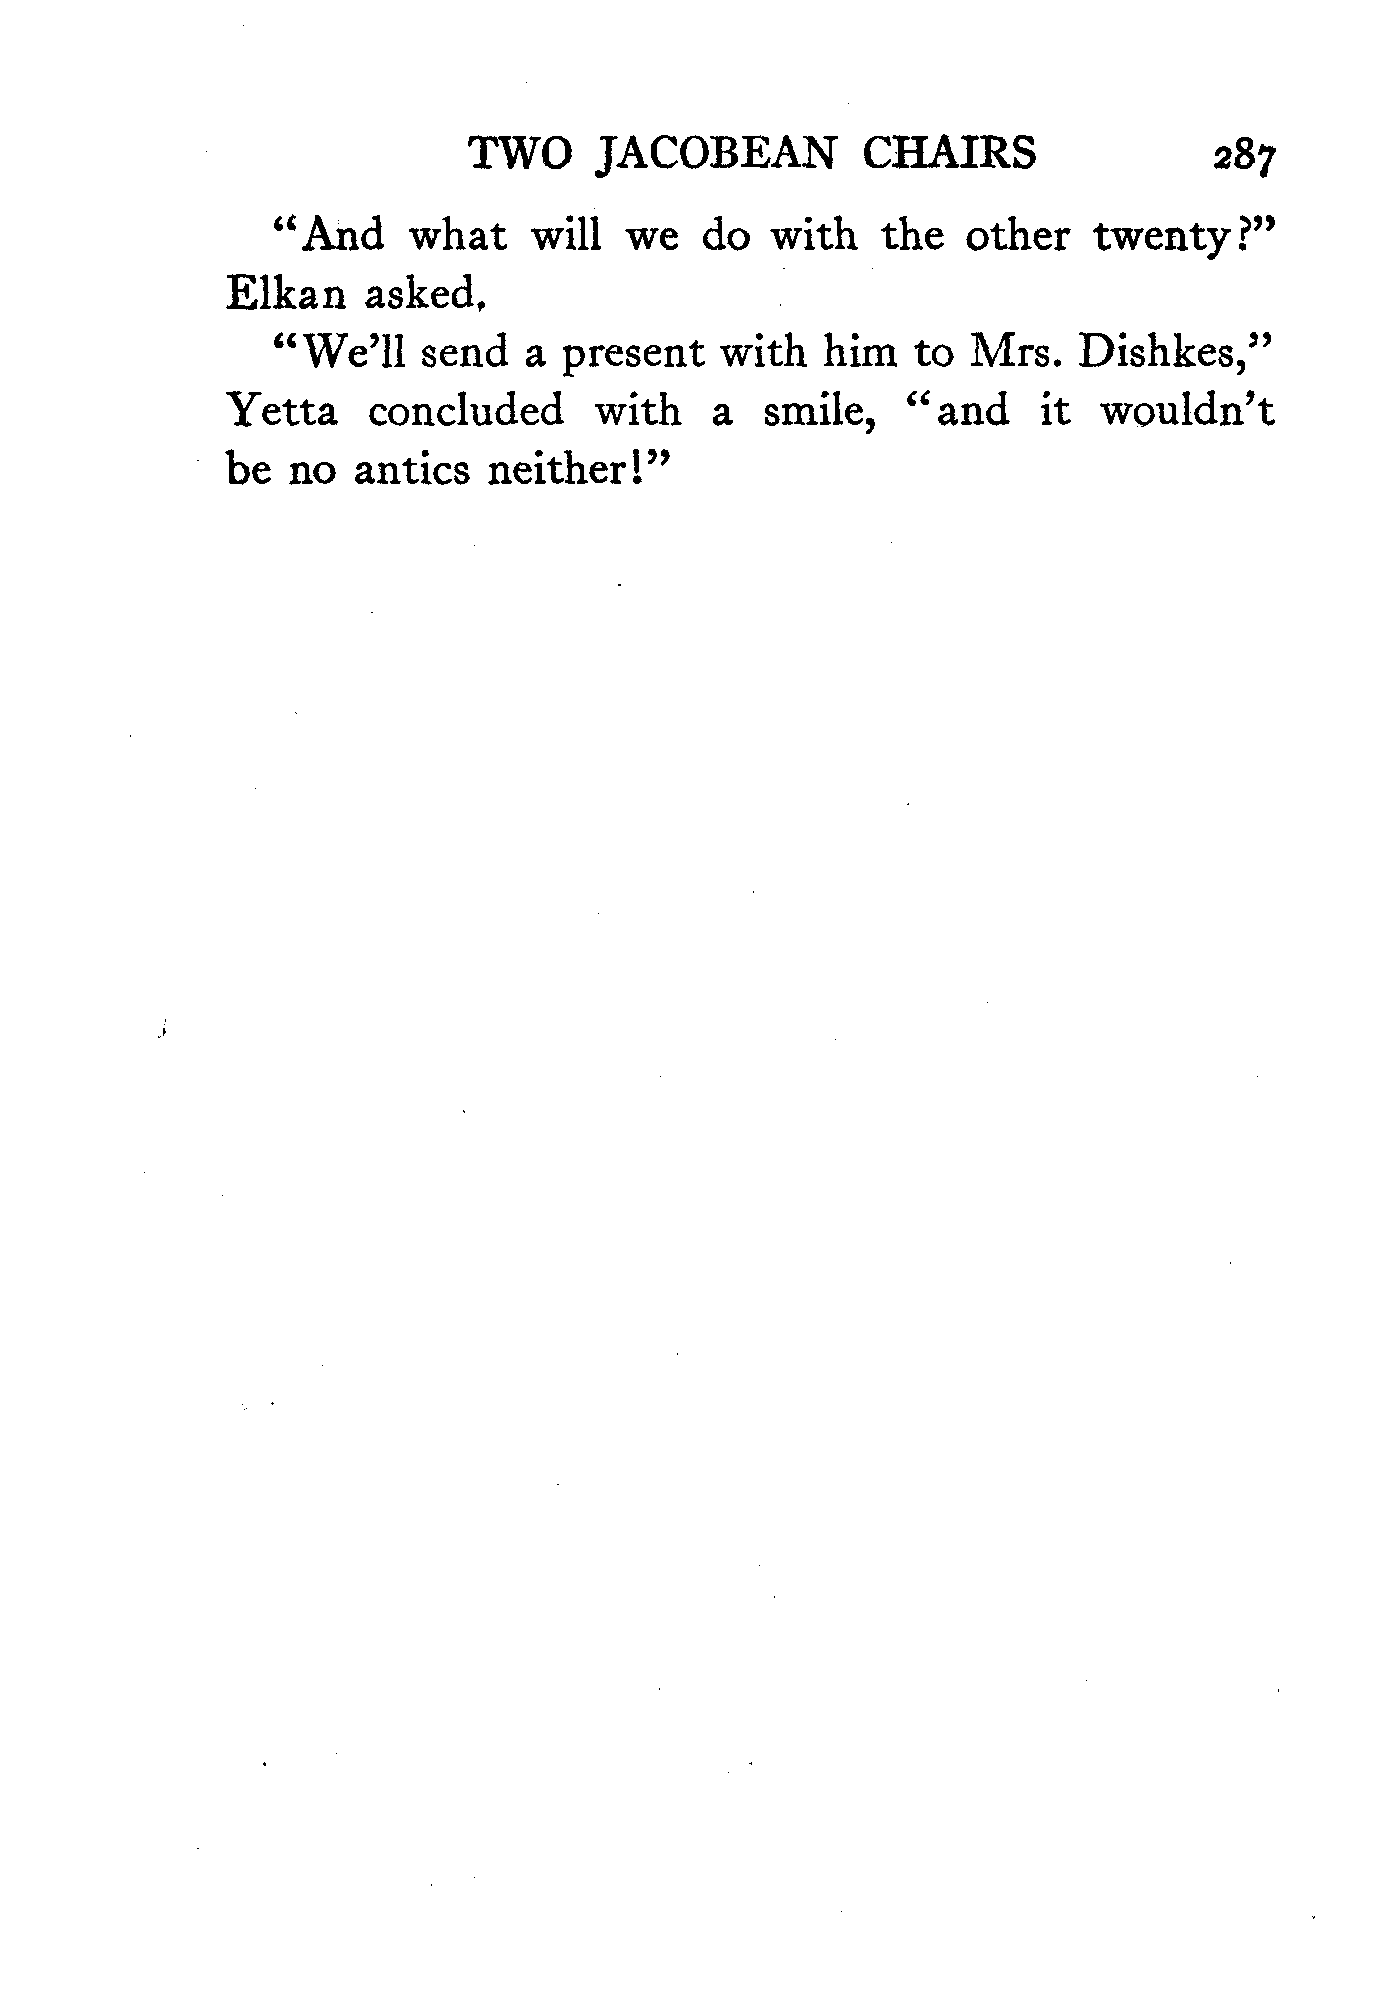 TWO JACOBEAN CHAIRS 287
"And what will we do with the other twenty?"
Elkan asked.
"We'll send a present with him to Mrs. Dishkes,"
Yetta concluded with a smile, "and it wouldn't
be no antics neither!"